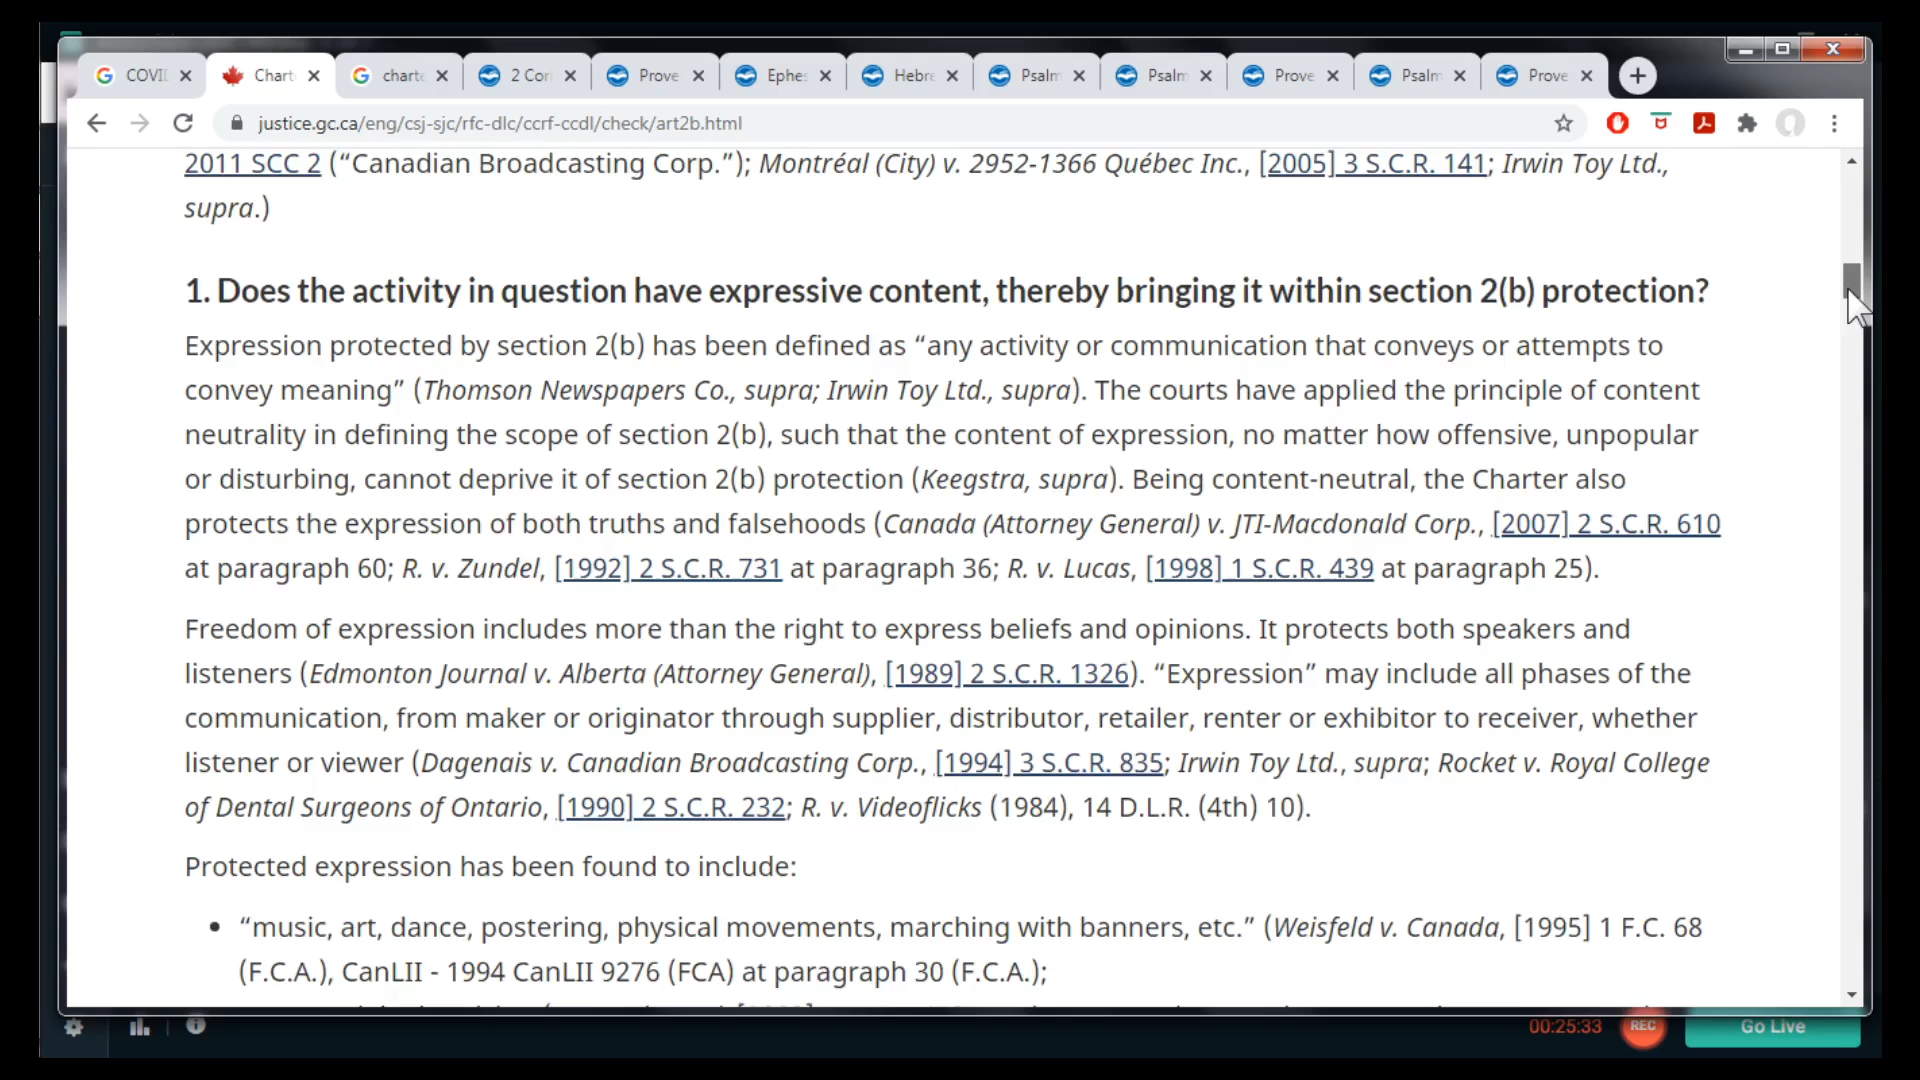 COVI
Chart
charte
2 Cor
Prove
Ephes
Hebre
Psalm
Psalm
Prove
Psalm
Prove
justice.gc.ca/eng/csj-sjc/rfc-dlc/ccrf-ccdl/check/art2b.html
2011 SCC 2 (“Canadian Broadcasting Corp.”); Montréal (City) v. 2952-1366 Québec Inc., [2005] 3 S.C.R. 141; Irwin Toy Ltd.,
supra.)
1. Does the activity in question have expressive content, thereby bringing it within section 2(b) protection?
Expression protected by section 2(b) has been defined as “any activity or communication that conveys or attempts to
convey meaning” (Thomson Newspapers Co., supra; Irwin Toy Ltd., supra). The courts have applied the principle of content
neutrality in defining the scope of section 2(b), such that the content of expression, no matter how offensive, unpopular
or disturbing, cannot deprive it of section 2(b) protection (Keegstra, supra). Being content-neutral, the Charter also
protects the expression of both truths and falsehoods (Canada (Attorney General) v. JTI-Macdonald Corp., [2007] 2 S.C.R. 610
at paragraph 60; R. v. Zundel, [1992] 2 S.C.R. 731 at paragraph 36; R. v. Lucas, [1998] 1 S.C.R. 439 at paragraph 25).
Freedom of expression includes more than the right to express beliefs and opinions. It protects both speakers and
listeners (Edmonton Journal v. Alberta (Attorney General), [1989] 2 S.C.R. 1326). “Expression” may include all phases of the
communication, from maker or originator through supplier, distributor, retailer, renter or exhibitor to receiver, whether
listener or viewer (Dagenais v. Canadian Broadcasting Corp., [1994] 3 S.C.R. 835; Irwin Toy Ltd., supra; Rocket v. Royal College
of Dental Surgeons of Ontario, [1990] 2 S.C.R. 232; R. v. Videoflicks (1984), 14 D.L.R. (4th) 10).
Protected expression has been found to include:
• “music, art, dance, postering, physical movements, marching with banners, etc.” (Weisfeld v. Canada, [1995] 1 F.C. 68
(F.C.A.), CanLII - 1994 CanLII 9276 (FCA) at paragraph 30 (F.C.A.);
00:25:33
REC
Go Live